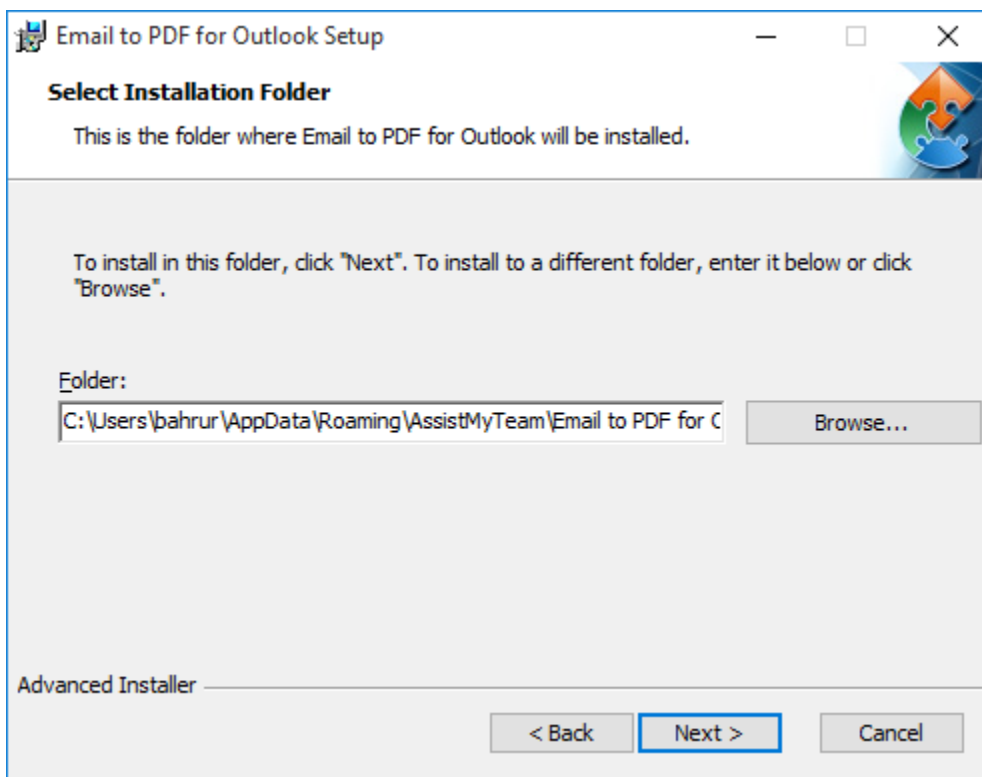 Email to PDF for Outlook Setup
Select Installation Folder
This is the folder where Email to PDF for Outlook will be installed.
To install in this folder, click "Next". To install to a different folder, enter it below or click
"Browse".
Folder:
C:\Users\bahrur\AppData\Roaming\AssistMyTeam\Email to PDF for
Browse...
Advanced Installer
< Back
Next >
Cancel